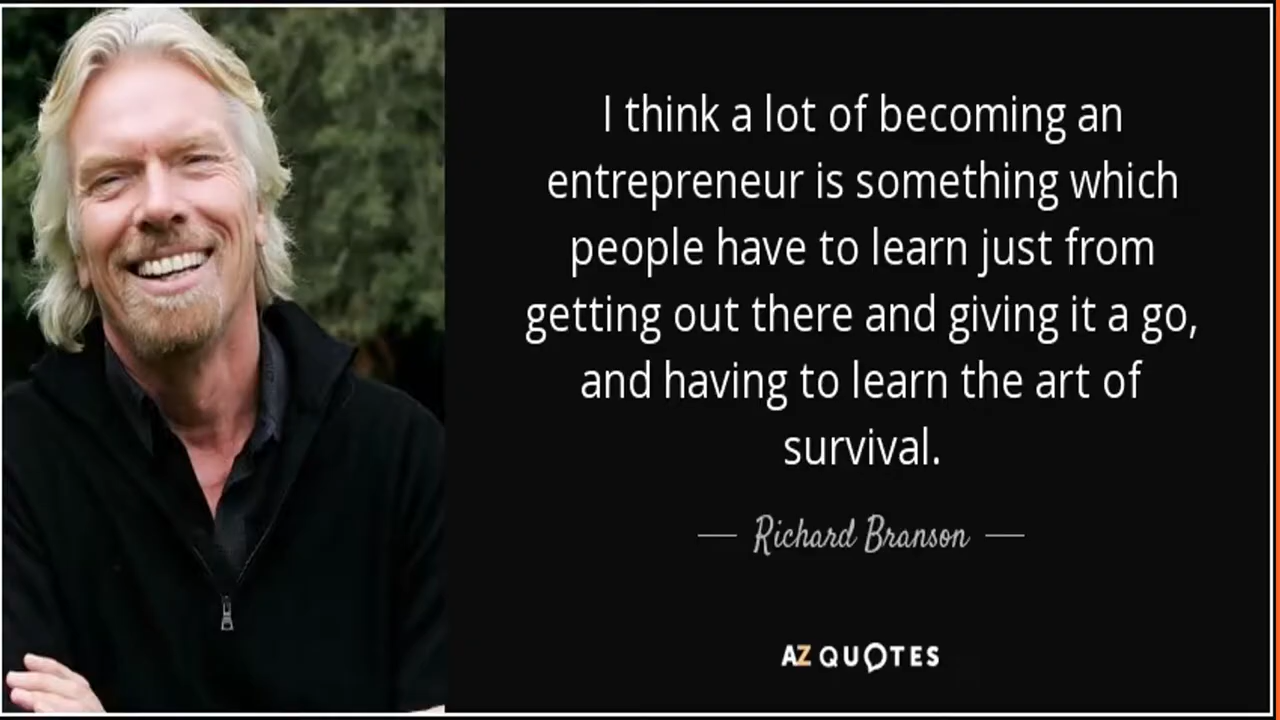 I think a lot of becoming an
entrepreneur is something which
people have to learn just from
getting out there and giving it a go,
and having to learn the art of
survival.
Richard Branson
AZ QUOTES